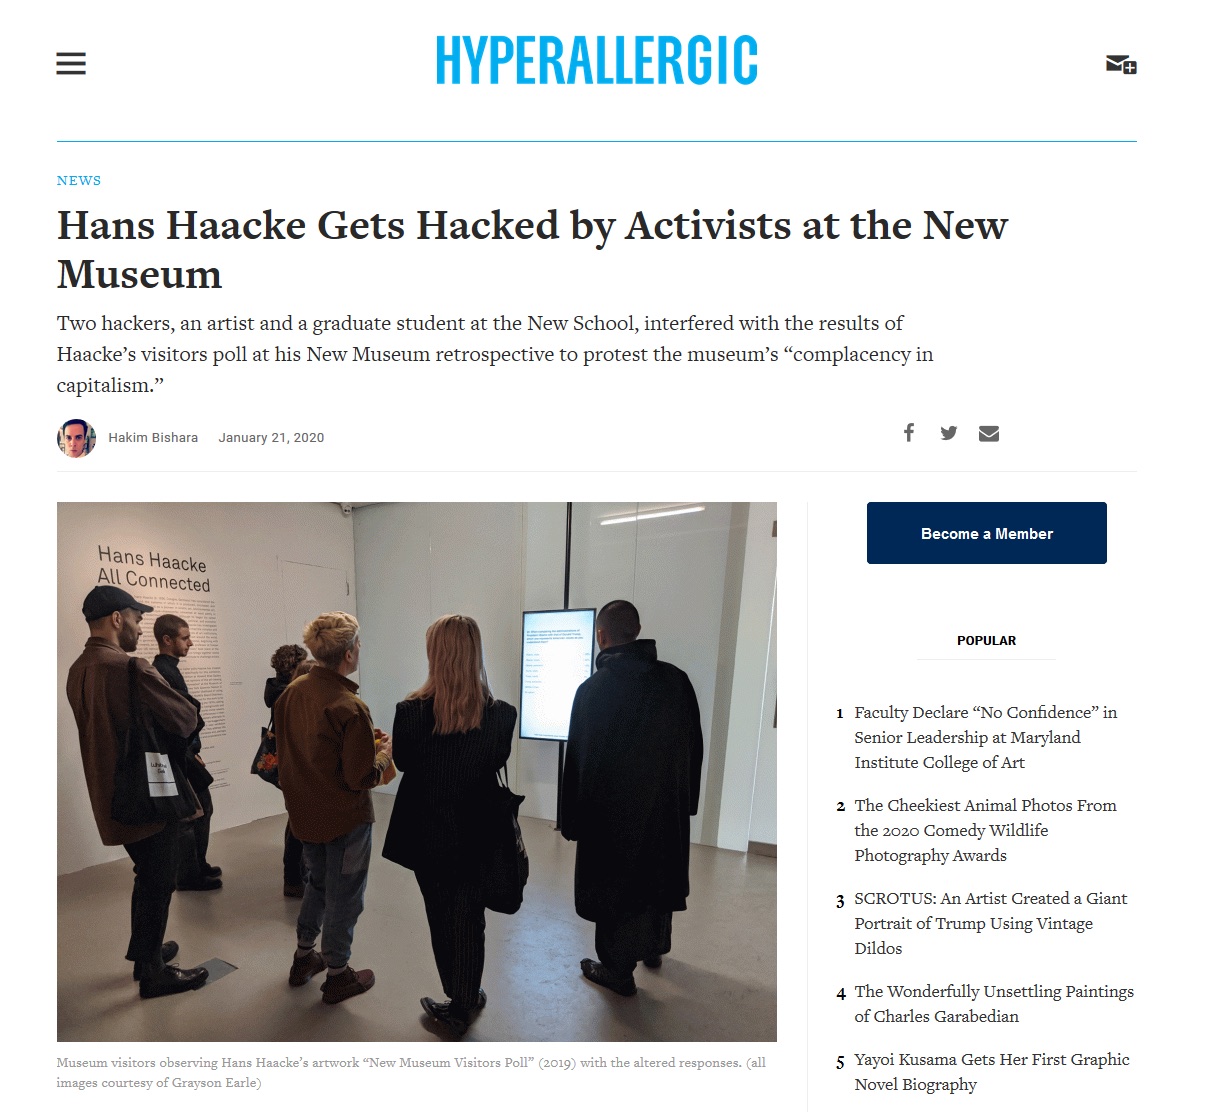 HYPERALLERGIC
NEWS
Hans Haacke Gets Hacked by Activists at the New
Museum
Two hackers, an artist and a graduate student at the New School, interfered with the results of
Haacke’s visitors poll at his New Museum retrospective to protest the museum’s “complacency in
capitalism.”
Hakim Bishara January 21, 2020
Hans Haacke
All Connected
Museum visitors observing Hans Haacke’s artwork “New Museum Visitors Poll” (2019) with the altered responses. (all
images courtesy of Grayson Earle)
Become a Member
POPULAR
1 Faculty Declare “No Confidence” in
Senior Leadership at Maryland
Institute College of Art
2 The Cheekiest Animal Photos From
the 2020 Comedy Wildlife
Photography Awards
3 SCROTUS: An Artist Created a Giant
Portrait of Trump Using Vintage
Dildos
4 The Wonderfully Unsettling Paintings
of Charles Garabedian
5 Yayoi Kusama Gets Her First Graphic
Novel Biography